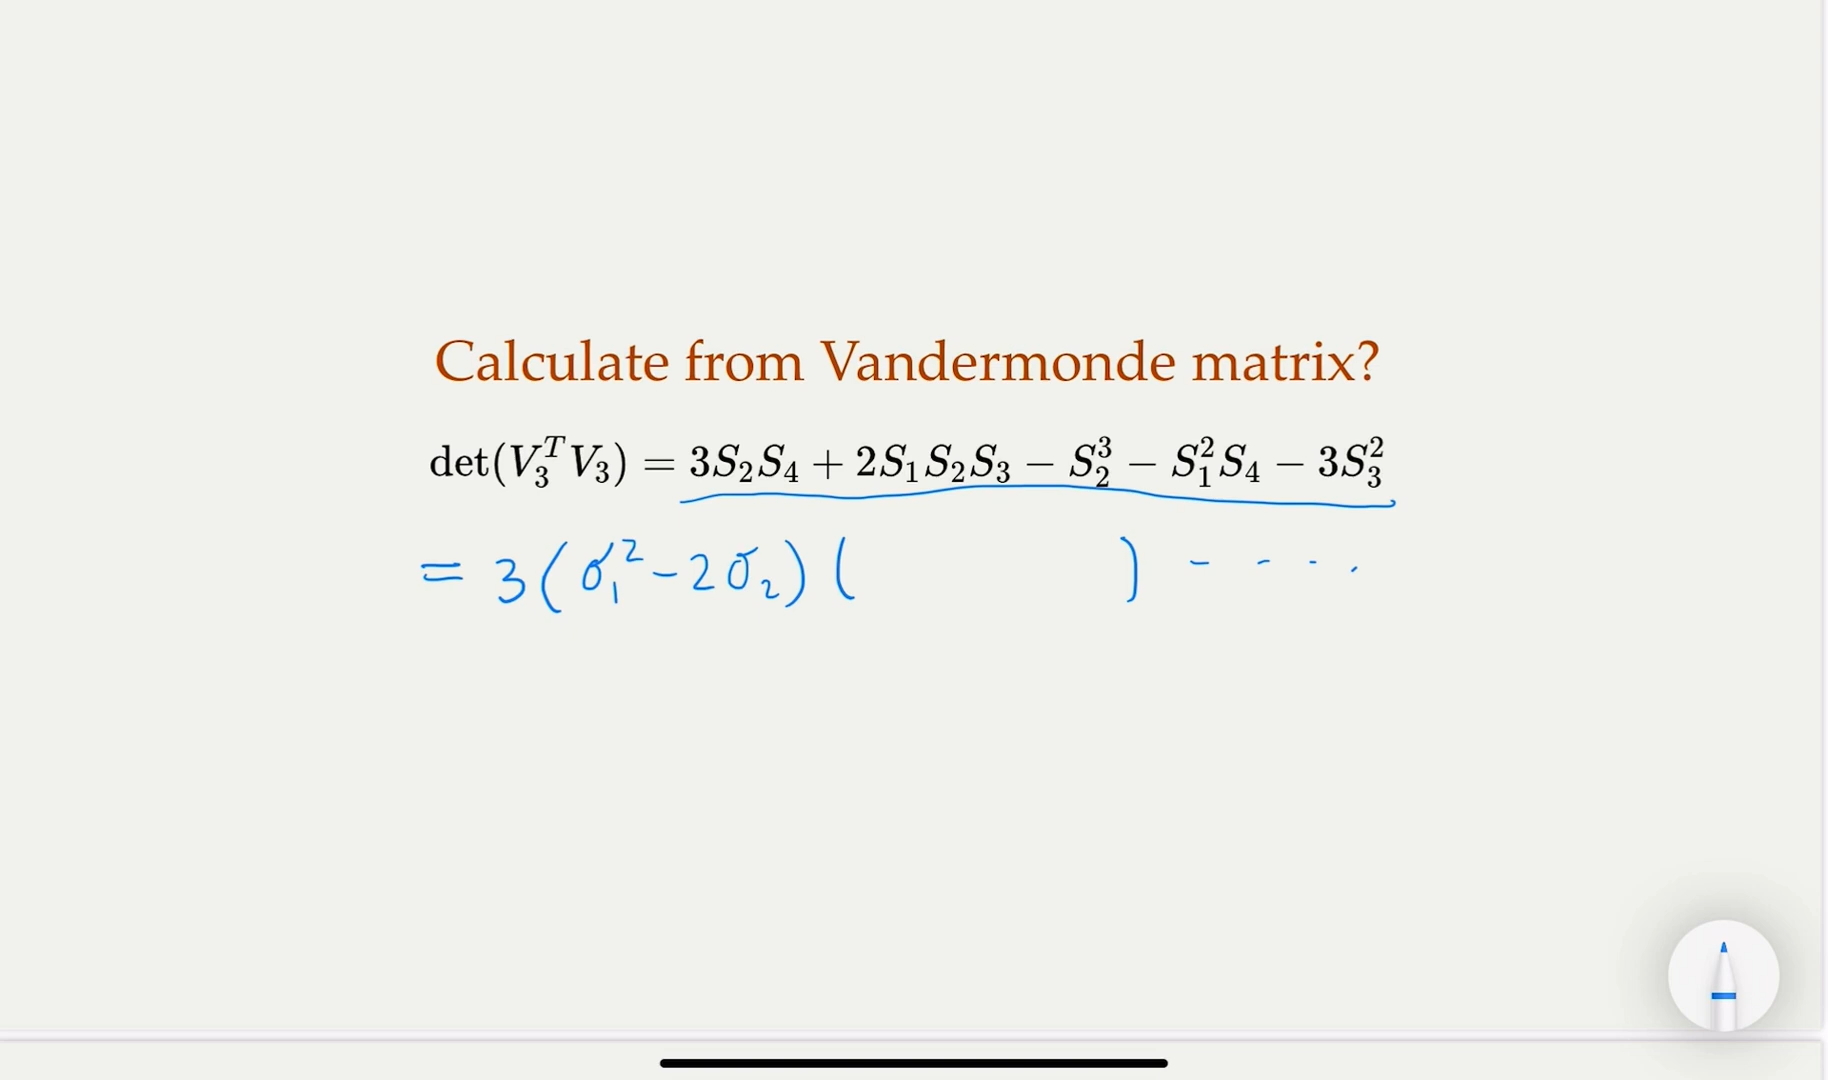 Calculate from Vandermonde matrix?
det(V₃ᵀV₃) = 3S₂S₄ + 2S₁S₂S₃ − S₂³ − S₁²S₄ − 3S₃²
= 3(σ₁² − 2σ₂)( ) - - - .